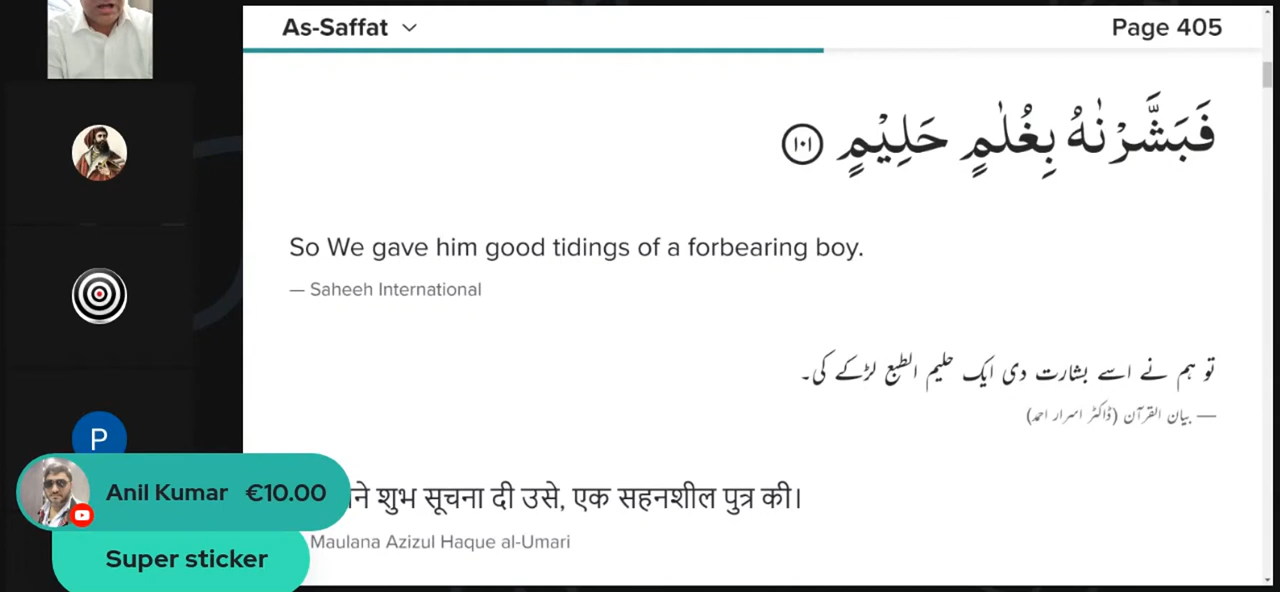 As-Saffat
Page 405
فَبَشَّرْنٰهُ بِغُلٰمٍ حَلِيْمٍ ١٠١
So We gave him good tidings of a forbearing boy.
— Saheeh International
تو ہم نے اسے بشارت دی ایک حلیم الطبع لڑکے کی۔
— بیان القرآن (ڈاکٹر اسرار احمد)
ने शुभ सूचना दी उसे, एक सहनशील पुत्र की।
Maulana Azizul Haque al-Umari
P
Anil Kumar €10.00
Super sticker